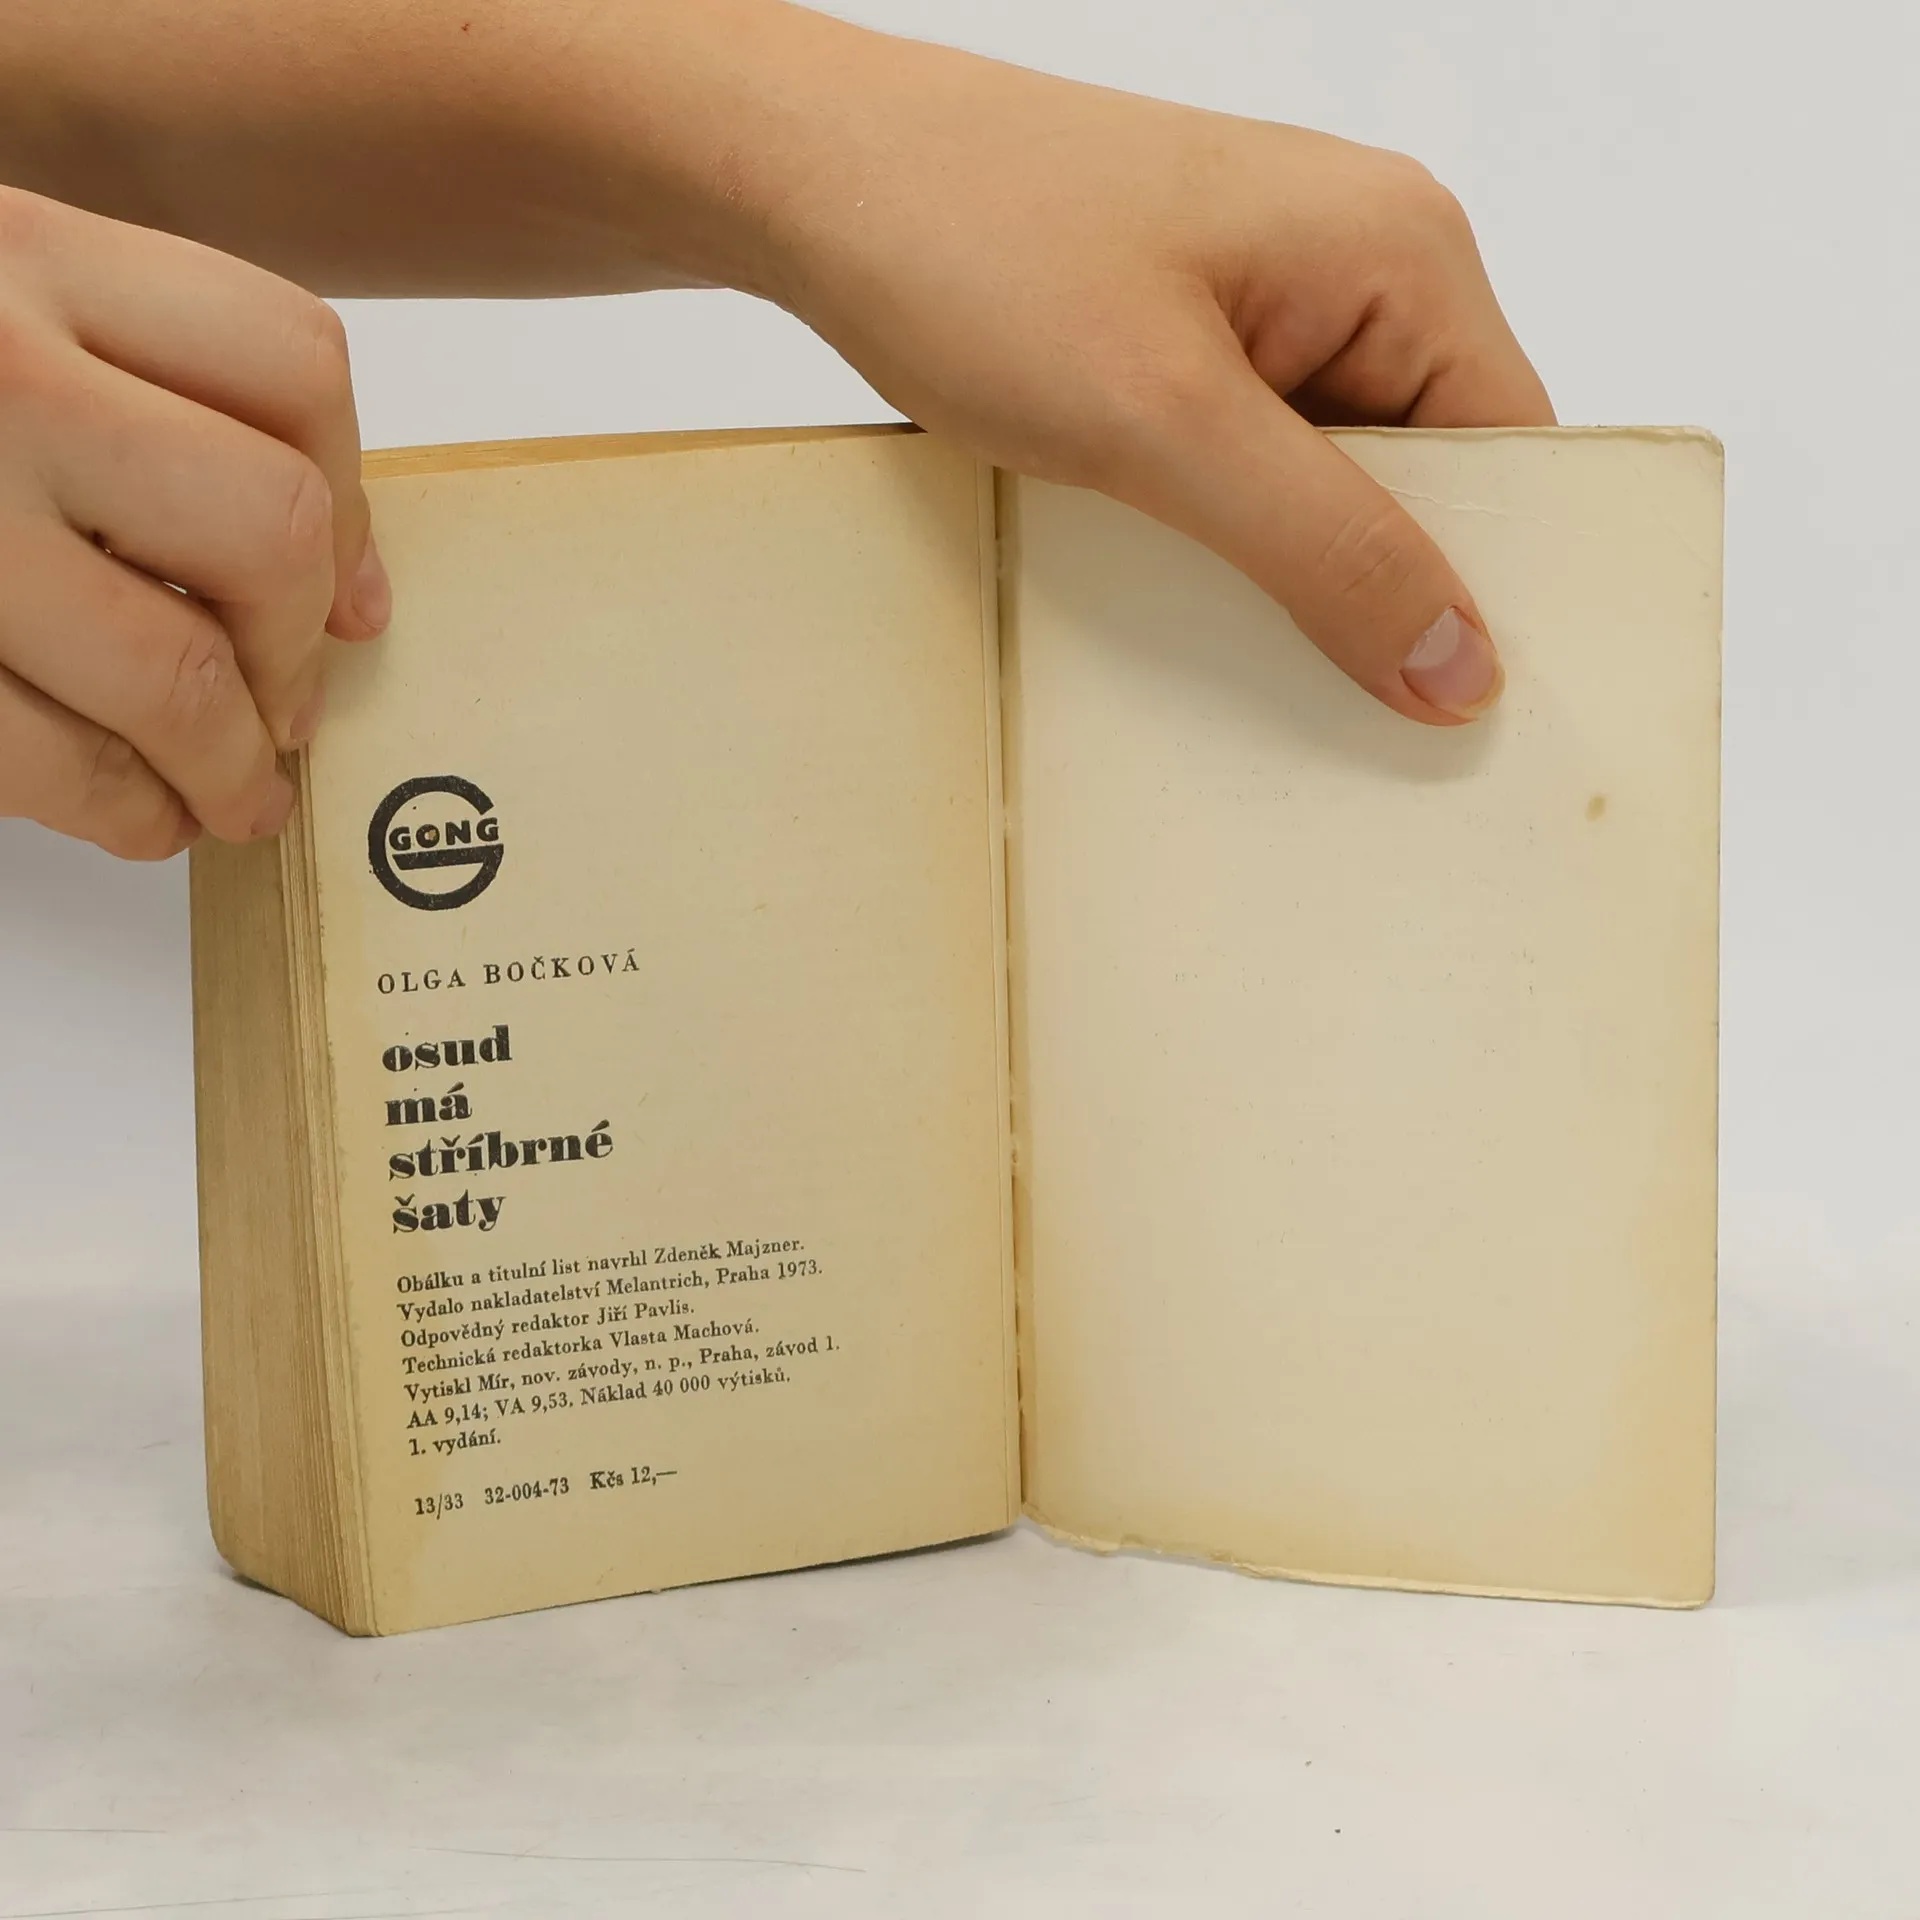 GONG
OLGA BOČKOVÁ
osud
má
stříbrné
šaty
Obálku a titulní list navrhl Zdeněk Majzner.
Vydalo nakladatelství Melantrich, Praha 1973.
Odpovědný redaktor Jiří Pavlis.
Technická redaktorka Vlasta Machová.
Vytiskl Mír, nov. závody, n. p., Praha, závod 1.
AA 9,14; VA 9,53. Náklad 40 000 výtisků.
1. vydání.
13/33 32-004-73 Kčs 12,—